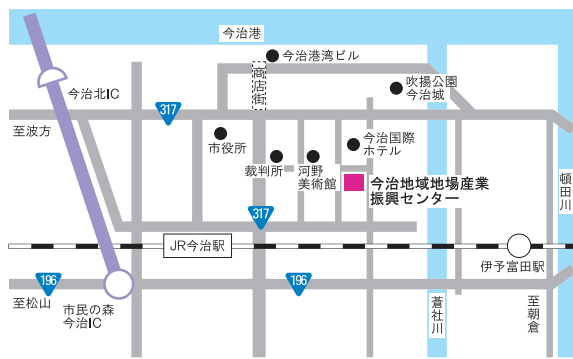 今治港
今治港湾ビル
商店街
吹揚公園
今治城
今治北IC
317
至波方
市役所
今治国際
ホテル
裁判所
河野
美術館
今治地域地場産業
振興センター
頓田川
317
JR今治駅
伊予富田駅
196
196
至松山
市民の森
今治IC
蒼社川
至朝倉